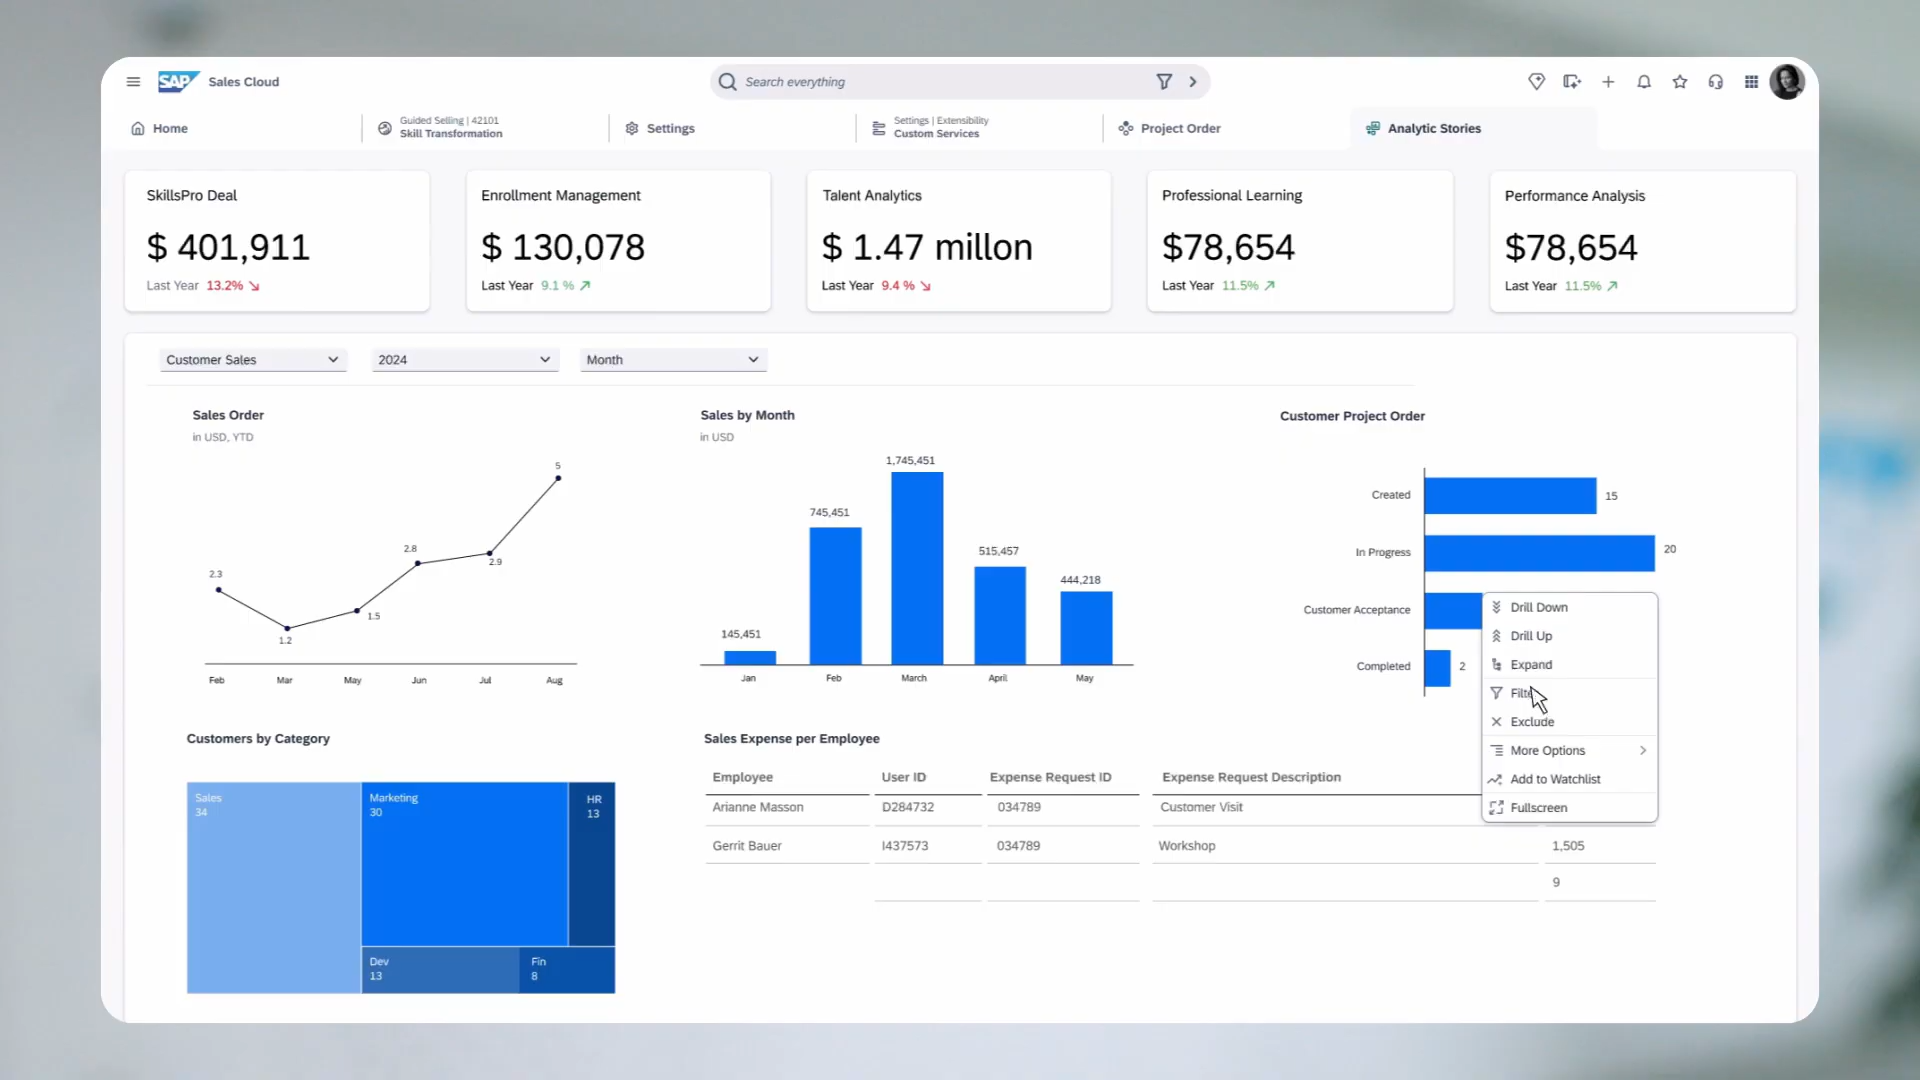 SAP Sales Cloud
Search everything
Home
Guided Selling | 42101
Skill Transformation
Settings
Settings | Extensibility
Custom Services
Project Order
Analytic Stories
SkillsPro Deal
$ 401,911
Last Year 13.2%
Enrollment Management
$ 130,078
Last Year 9.1 %
Talent Analytics
$ 1.47 millon
Last Year 9.4 %
Professional Learning
$78,654
Last Year 11.5%
Performance Analysis
$78,654
Last Year 11.5%
Customer Sales
2024
Month
Sales Order
in USD, YTD
5
2.8
2.9
2.3
1.5
1.2
Feb Mar May Jun Jul Aug
Sales by Month
in USD
1,745,451
745,451
515,457
444,218
145,451
Jan Feb March April May
Customer Project Order
Created 15
In Progress 20
Customer Acceptance
Completed 2
Drill Down
Drill Up
Expand
Exclude
More Options
Add to Watchlist
Fullscreen
Customers by Category
Sales
34
Marketing
30
HR
13
Dev
13
Fin
8
Sales Expense per Employee
Employee User ID Expense Request ID Expense Request Description
Arianne Masson D284732 034789 Customer Visit
Gerrit Bauer I437573 034789 Workshop 1,505
9